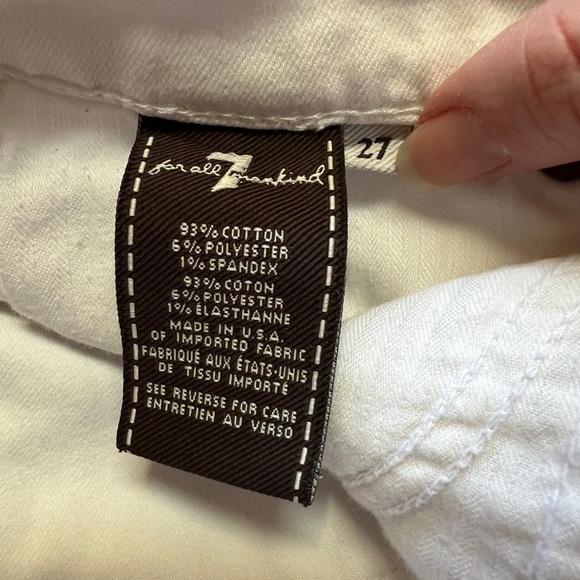 for all 7 mankind
27
93% COTTON
6% POLYESTER
1% SPANDEX
93% COTON
6% POLYESTER
1% ÉLASTHANNE
MADE IN U.S.A.
OF IMPORTED FABRIC
FABRIQUÉ AUX ÉTATS-UNIS
DE TISSU IMPORTÉ
SEE REVERSE FOR CARE
ENTRETIEN AU VERSO